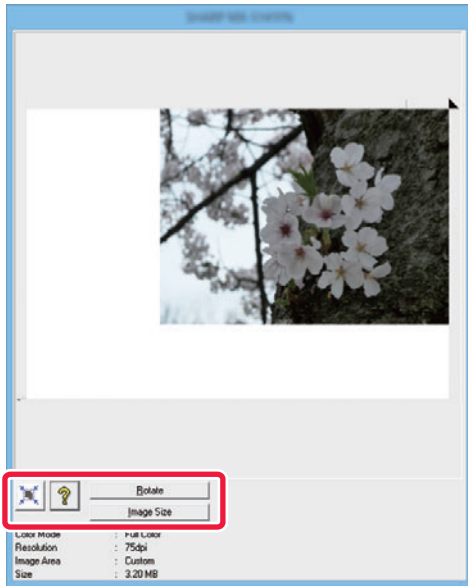 Rotate
Image Size
Color Mode : Full Color
Resolution : 75dpi
Image Area : Custom
Size : 3.20 MB